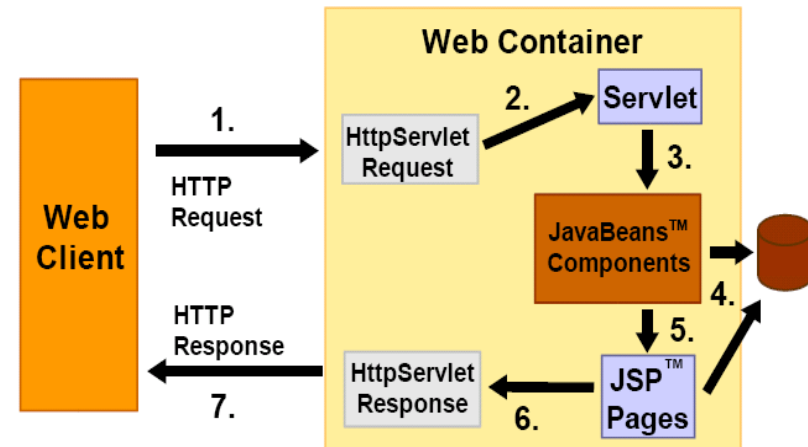 Web Container
1.
2.
Servlet
HttpServlet
Request
3.
HTTP
Request
Web
Client
JavaBeans™
Components
4.
HTTP
Response
5.
HttpServlet
Response
JSP™
Pages
6.
7.